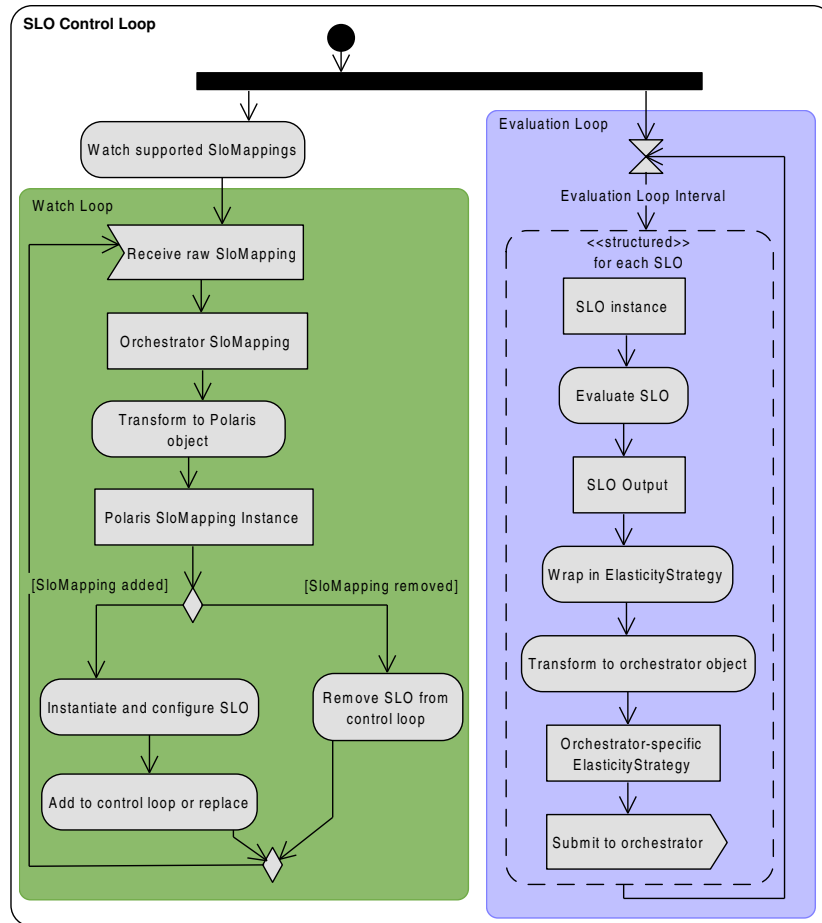 SLO Control Loop
Watch supported SloMappings
Watch Loop
Receive raw SloMapping
Orchestrator SloMapping
Transform to Polaris
object
Polaris SloMapping Instance
[SloMapping added]
[SloMapping removed]
Instantiate and configure SLO
Remove SLO from
control loop
Add to control loop or replace
Evaluation Loop
Evaluation Loop Interval
<<structured>>
for each SLO
SLO instance
Evaluate SLO
SLO Output
Wrap in ElasticityStrategy
Transform to orchestrator object
Orchestrator-specific
ElasticityStrategy
Submit to orchestrator